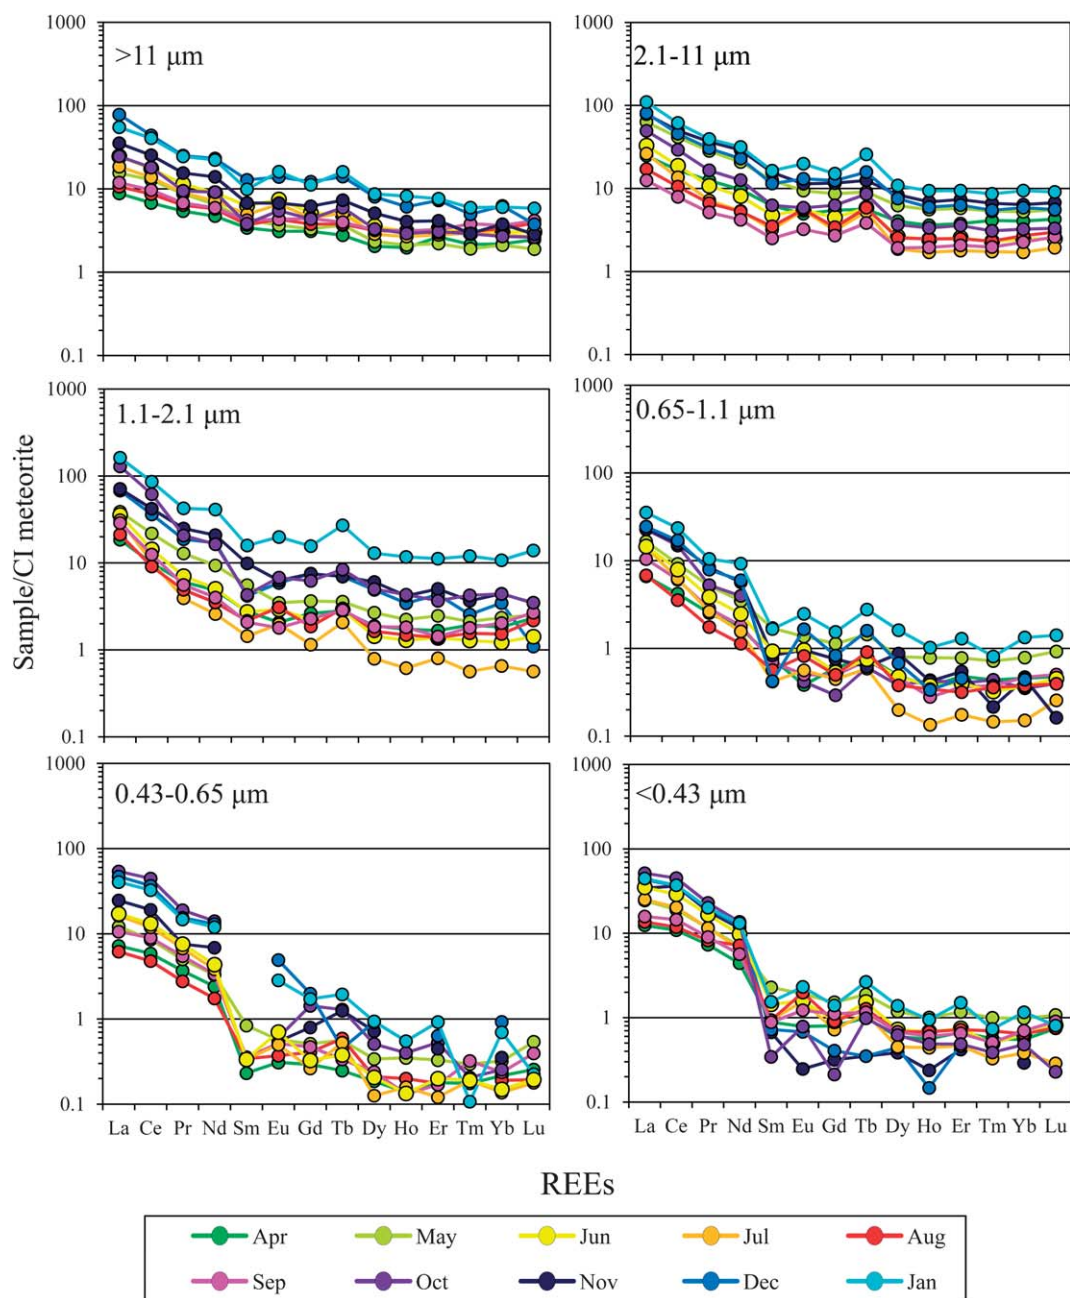 1000
100
10
1
0.1
>11 μm
1000
100
10
1
0.1
2.1-11 μm
Sample/CI meteorite
1000
100
10
1
0.1
1.1-2.1 μm
1000
100
10
1
0.1
0.65-1.1 μm
1000
100
10
1
0.1
0.43-0.65 μm
La Ce Pr Nd Sm Eu Gd Tb Dy Ho Er Tm Yb Lu
1000
100
10
1
0.1
<0.43 μm
La Ce Pr Nd Sm Eu Gd Tb Dy Ho Er Tm Yb Lu
REEs
Apr May Jun Jul Aug
Sep Oct Nov Dec Jan